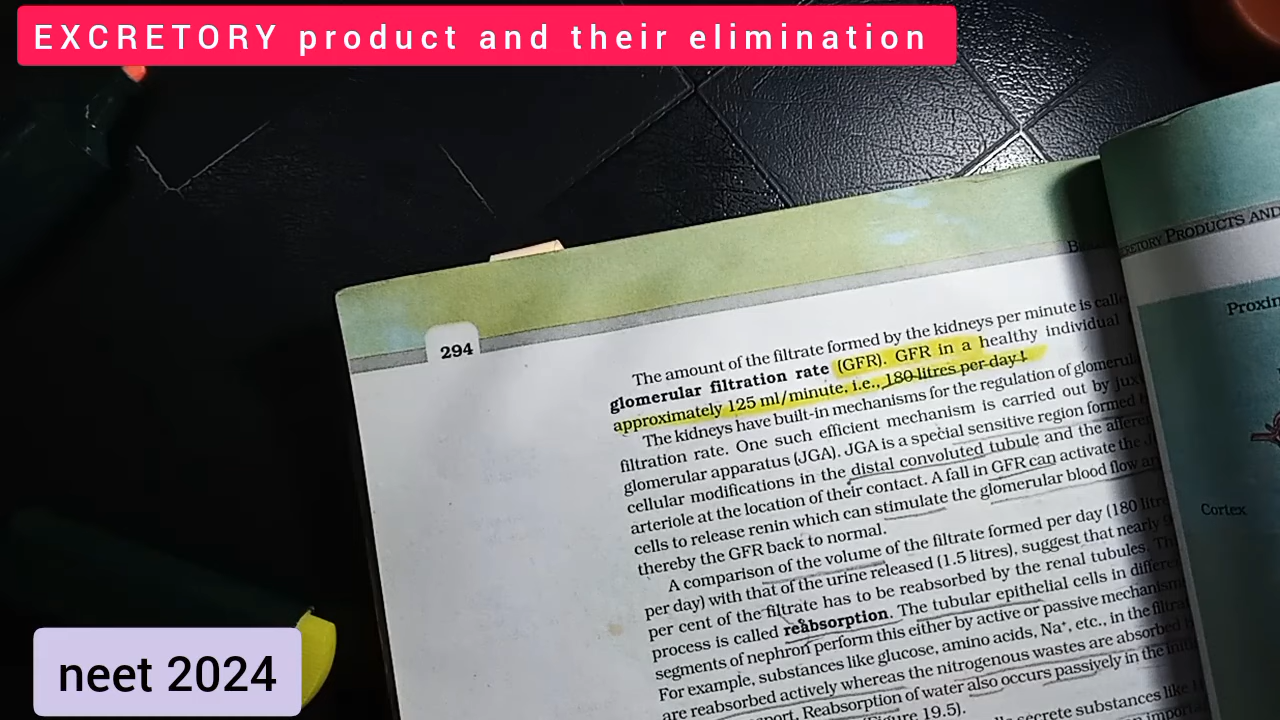 EXCRETORY product and their elimination
EXCRETORY PRODUCTS AND
294
The amount of the filtrate formed by the kidneys per minute is
glomerular filtration rate (GFR). GFR in a healthy individual
approximately 125 ml/minute, i.e., 180 litres per day!
The kidneys have built-in mechanisms for the regulation of
filtration rate. One such efficient mechanism is carried out by
glomerular apparatus (JGA). JGA is a special sensitive region formed
cellular modifications in the distal convoluted tubule and the
arteriole at the location of their contact. A fall in GFR can activate the
cells to release renin which can stimulate the glomerular blood flow
thereby the GFR back to normal.
A comparison of the volume of the filtrate formed per day (180
per day) with that of the urine released (1.5 litres), suggest that nearly
per cent of the filtrate has to be reabsorbed by the renal tubules.
process is called reabsorption. The tubular epithelial cells in
segments of nephron perform this either by active or passive
For example, substances like glucose, amino acids, Na+, etc., in the
are reabsorbed actively whereas the nitrogenous wastes are absorbed
Reabsorption of water also occurs passively in the
19.5).
secrete substances like
Cortex
neet 2024